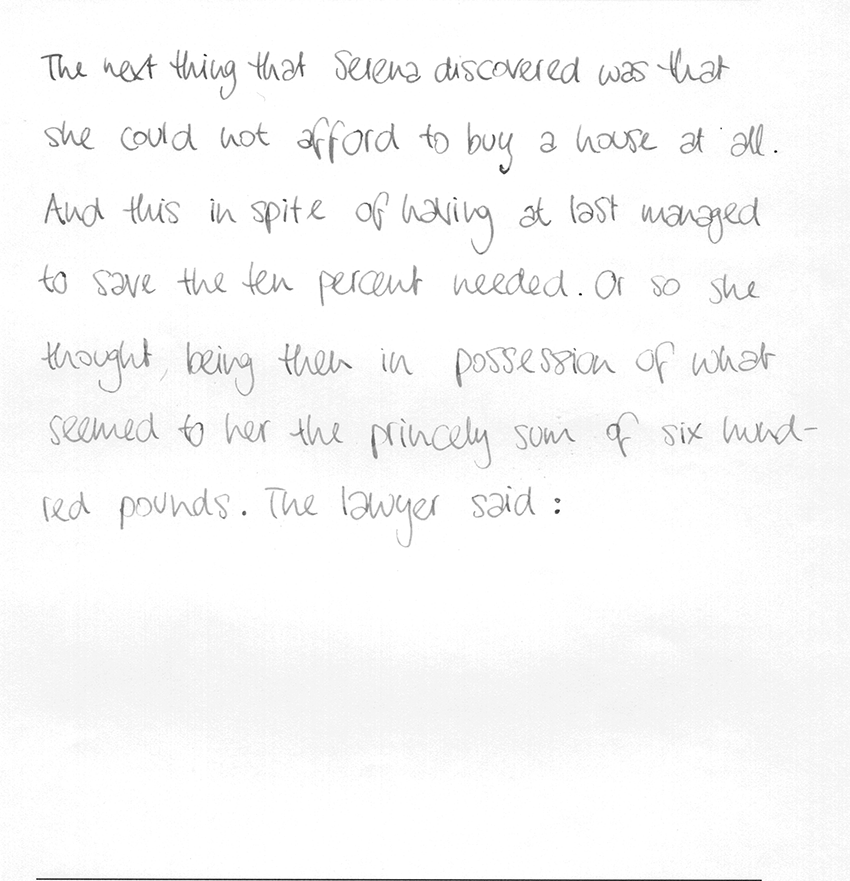 The next thing that Serena discovered was that
she could not afford to buy a house at all.
And this in spite of having at last managed
to save the ten percent needed. Or so she
thought, being then in possession of what
seemed to her the princely sum of six hund-
red pounds. The lawyer said: